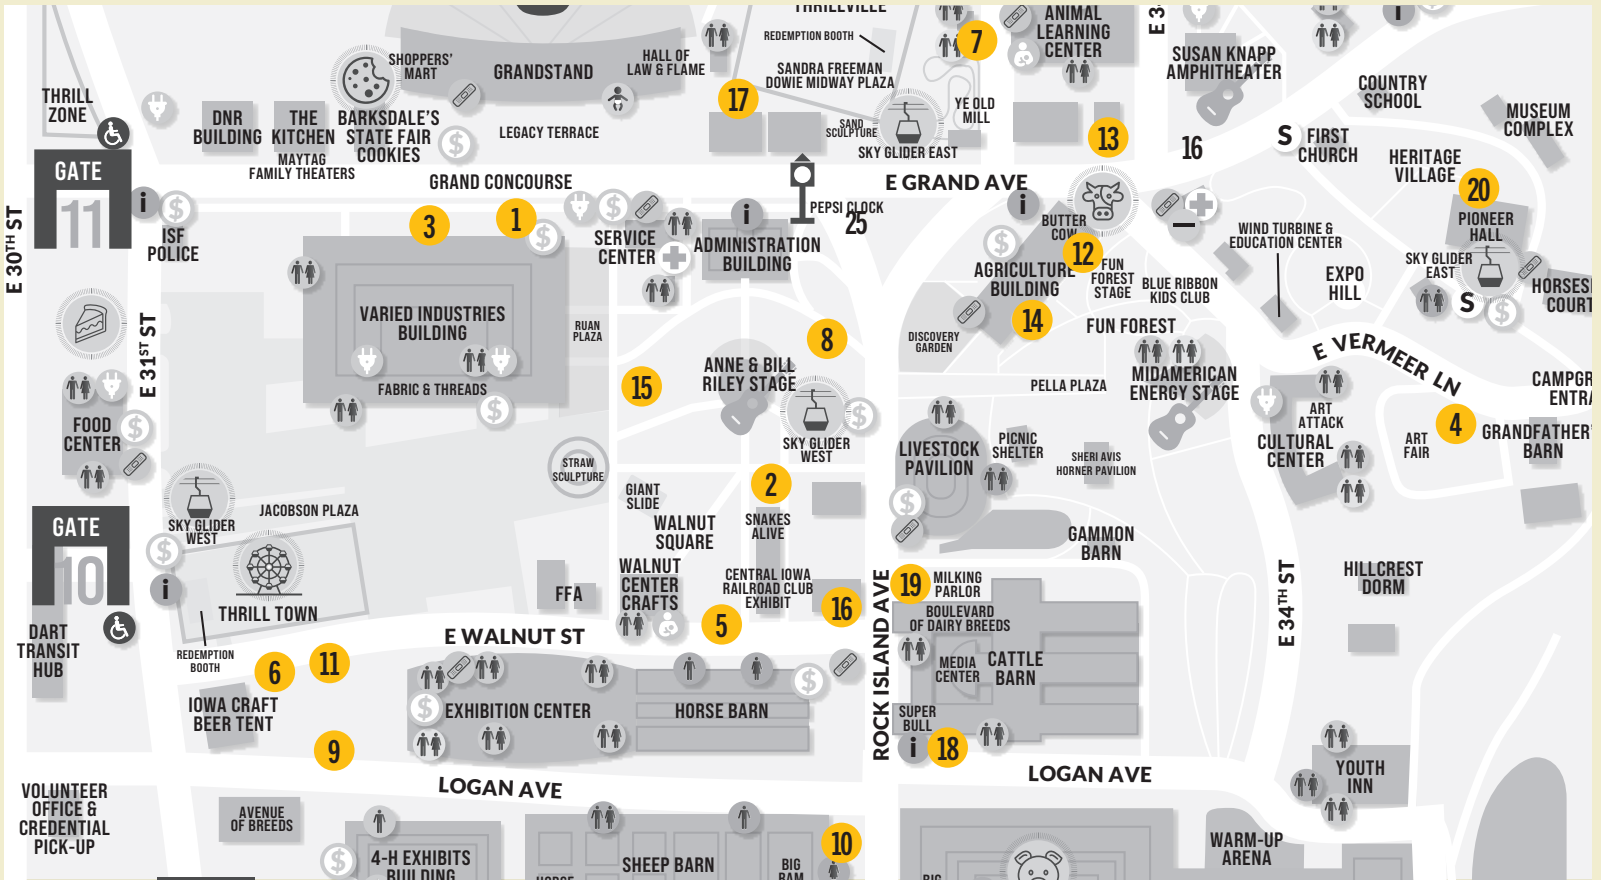 THRILLVILLE
REDEMPTION BOOTH
7
ANIMAL
LEARNING
CENTER
SUSAN KNAPP
AMPHITHEATER
i
SHOPPERS'
MART
GRANDSTAND
HALL OF
LAW & FLAME
SANDRA FREEMAN
DOWIE MIDWAY PLAZA
COUNTRY
SCHOOL
THRILL
ZONE
DNR
BUILDING
THE
KITCHEN
MAYTAG
FAMILY THEATERS
BARKSDALE'S
STATE FAIR
COOKIES
$
LEGACY TERRACE
17
SAND
SCULPTURE
YE OLD
MILL
SKY GLIDER EAST
13
16
S
FIRST
CHURCH
MUSEUM
COMPLEX
HERITAGE
VILLAGE
GATE
11
i
$
ISF
POLICE
GRAND CONCOURSE
E GRAND AVE
3
1
$
$
SERVICE
CENTER
i
ADMINISTRATION
BUILDING
PEPSI CLOCK
25
i
$
BUTTER
COW
12
AGRICULTURE
BUILDING
FUN
FOREST
STAGE
BLUE RIBBON
KIDS CLUB
WIND TURBINE &
EDUCATION CENTER
EXPO
HILL
20
PIONEER
HALL
SKY GLIDER
EAST
S
$
E 30TH ST
E 31ST ST
VARIED INDUSTRIES
BUILDING
FABRIC & THREADS
$
RUAN
PLAZA
8
15
ANNE & BILL
RILEY STAGE
SKY GLIDER
WEST
$
DISCOVERY
GARDEN
14
FUN FOREST
PELLA PLAZA
MIDAMERICAN
ENERGY STAGE
E VERMEER LN
FOOD
CENTER
$
STRAW
SCULPTURE
LIVESTOCK
PAVILION
$
PICNIC
SHELTER
SHERI AVIS
HORNER PAVILION
ART
ATTACK
CULTURAL
CENTER
ART
FAIR
4
GRANDFATHER'
BARN
SKY GLIDER
WEST
JACOBSON PLAZA
GIANT
SLIDE
2
SNAKES
ALIVE
WALNUT
SQUARE
GAMMON
BARN
GATE
10
$
i
THRILL TOWN
REDEMPTION
BOOTH
FFA
WALNUT
CENTER
CRAFTS
CENTRAL IOWA
RAILROAD CLUB
EXHIBIT
16
5
19
MILKING
PARLOR
BOULEVARD
OF DAIRY BREEDS
E 34TH ST
HILLCREST
DORM
DART
TRANSIT
HUB
6
11
E WALNUT ST
ROCK ISLAND AVE
MEDIA
CENTER
CATTLE
BARN
IOWA CRAFT
BEER TENT
9
$
EXHIBITION CENTER
HORSE BARN
$
SUPER
BULL
i
18
LOGAN AVE
LOGAN AVE
YOUTH
INN
VOLUNTEER
OFFICE &
CREDENTIAL
PICK-UP
AVENUE
OF BREEDS
$
4-H EXHIBITS
BUILDING
SHEEP BARN
BIG
RAM
10
BIG
WARM-UP
ARENA